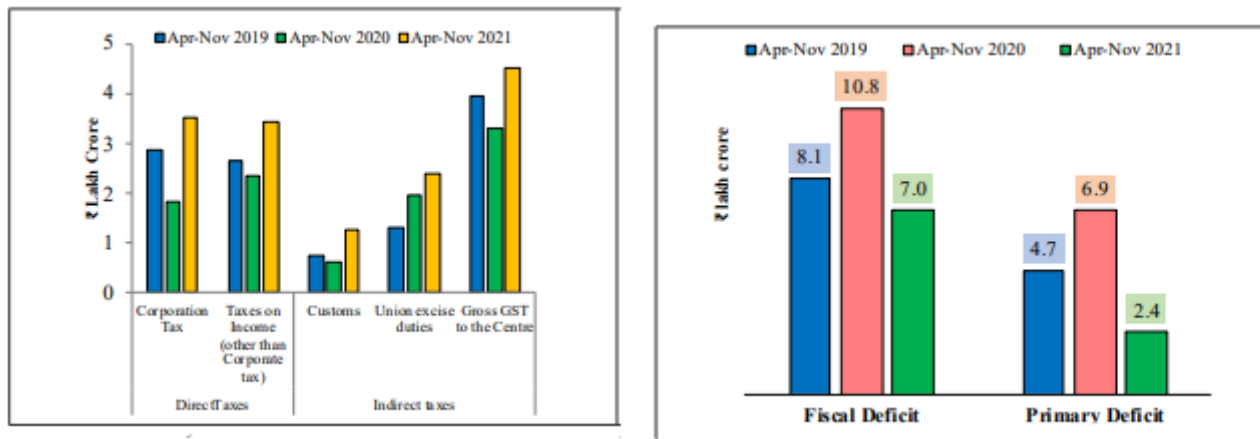 Apr-Nov 2019 Apr-Nov 2020 Apr-Nov 2021
5
4
3
2
1
0
₹ Lakh Crore
Corporation
Tax
Taxes on
Income
(other than
Corporate
tax)
Customs
Union excise
duties
Gross GST
to the Centre
DirectTaxes
Indirect taxes
Apr-Nov 2019 Apr-Nov 2020 Apr-Nov 2021
₹ lakh crore
8.1
10.8
7.0
4.7
6.9
2.4
Fiscal Deficit
Primary Deficit